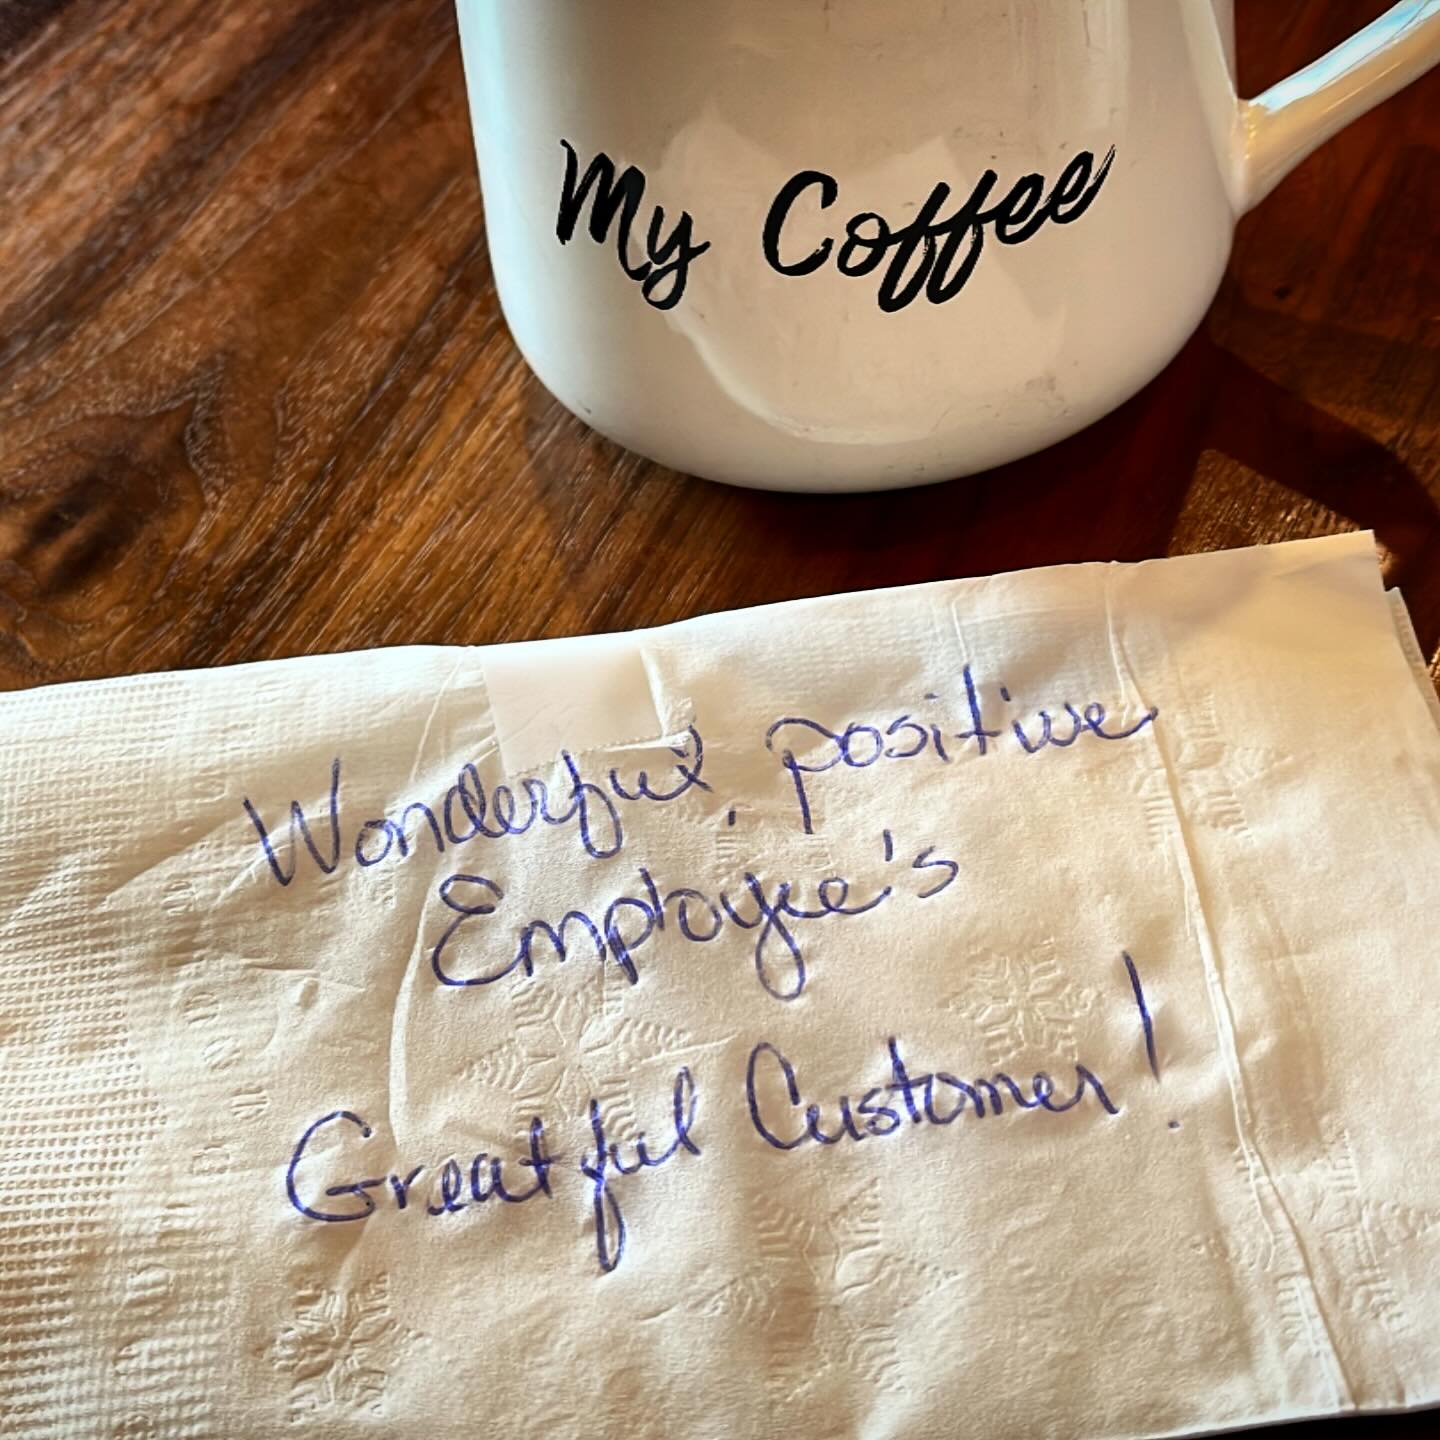 My Coffee
Wonderful, positive
Employee's
Greatful Customer!